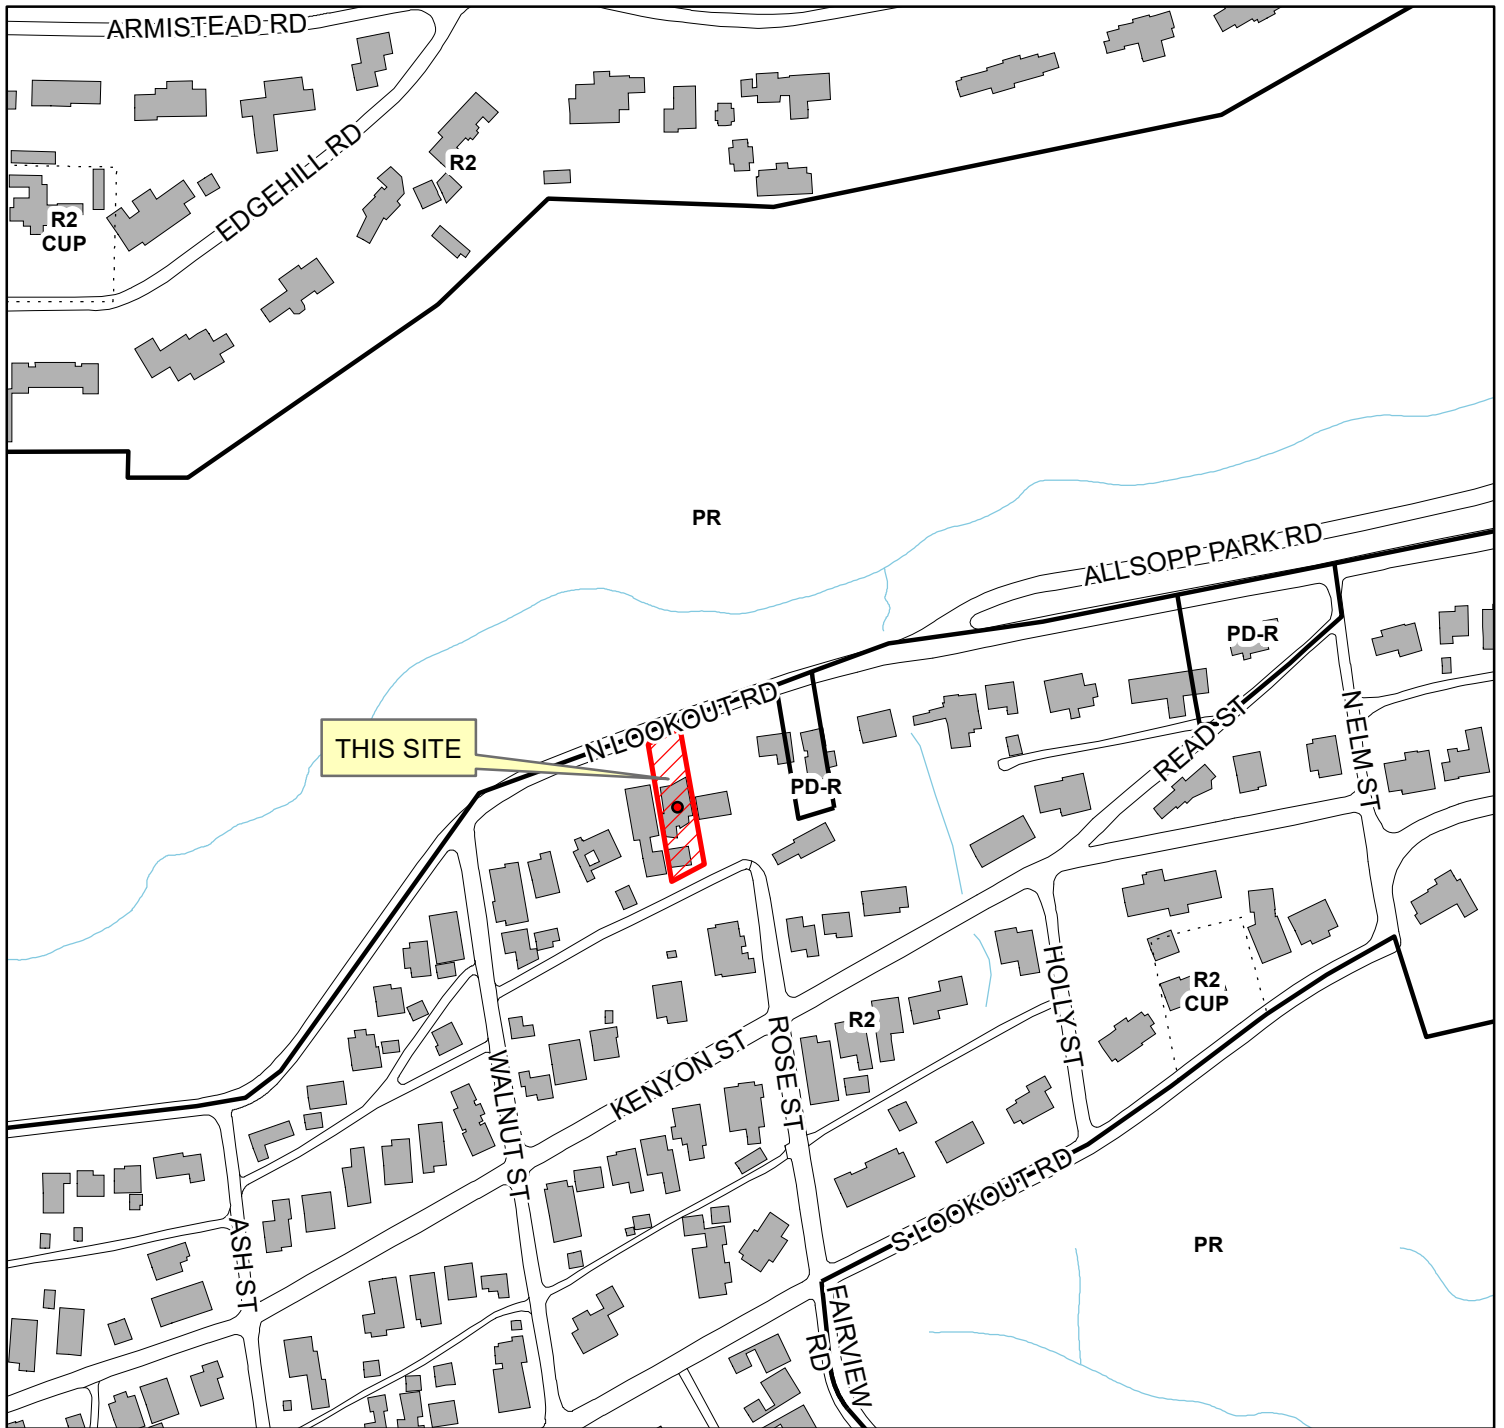 ARMISTEAD RD
EDGEHILL RD
R2
R2
CUP
PR
ALLSOPP PARK RD
PD-R
N LOOKOUT RD
THIS SITE
READ ST
N ELM ST
PD-R
HOLLY ST
R2
CUP
R2
WALNUT ST
KENYON ST
ROSE ST
S LOOKOUT RD
ASH ST
PR
FAIRVIEW
RD